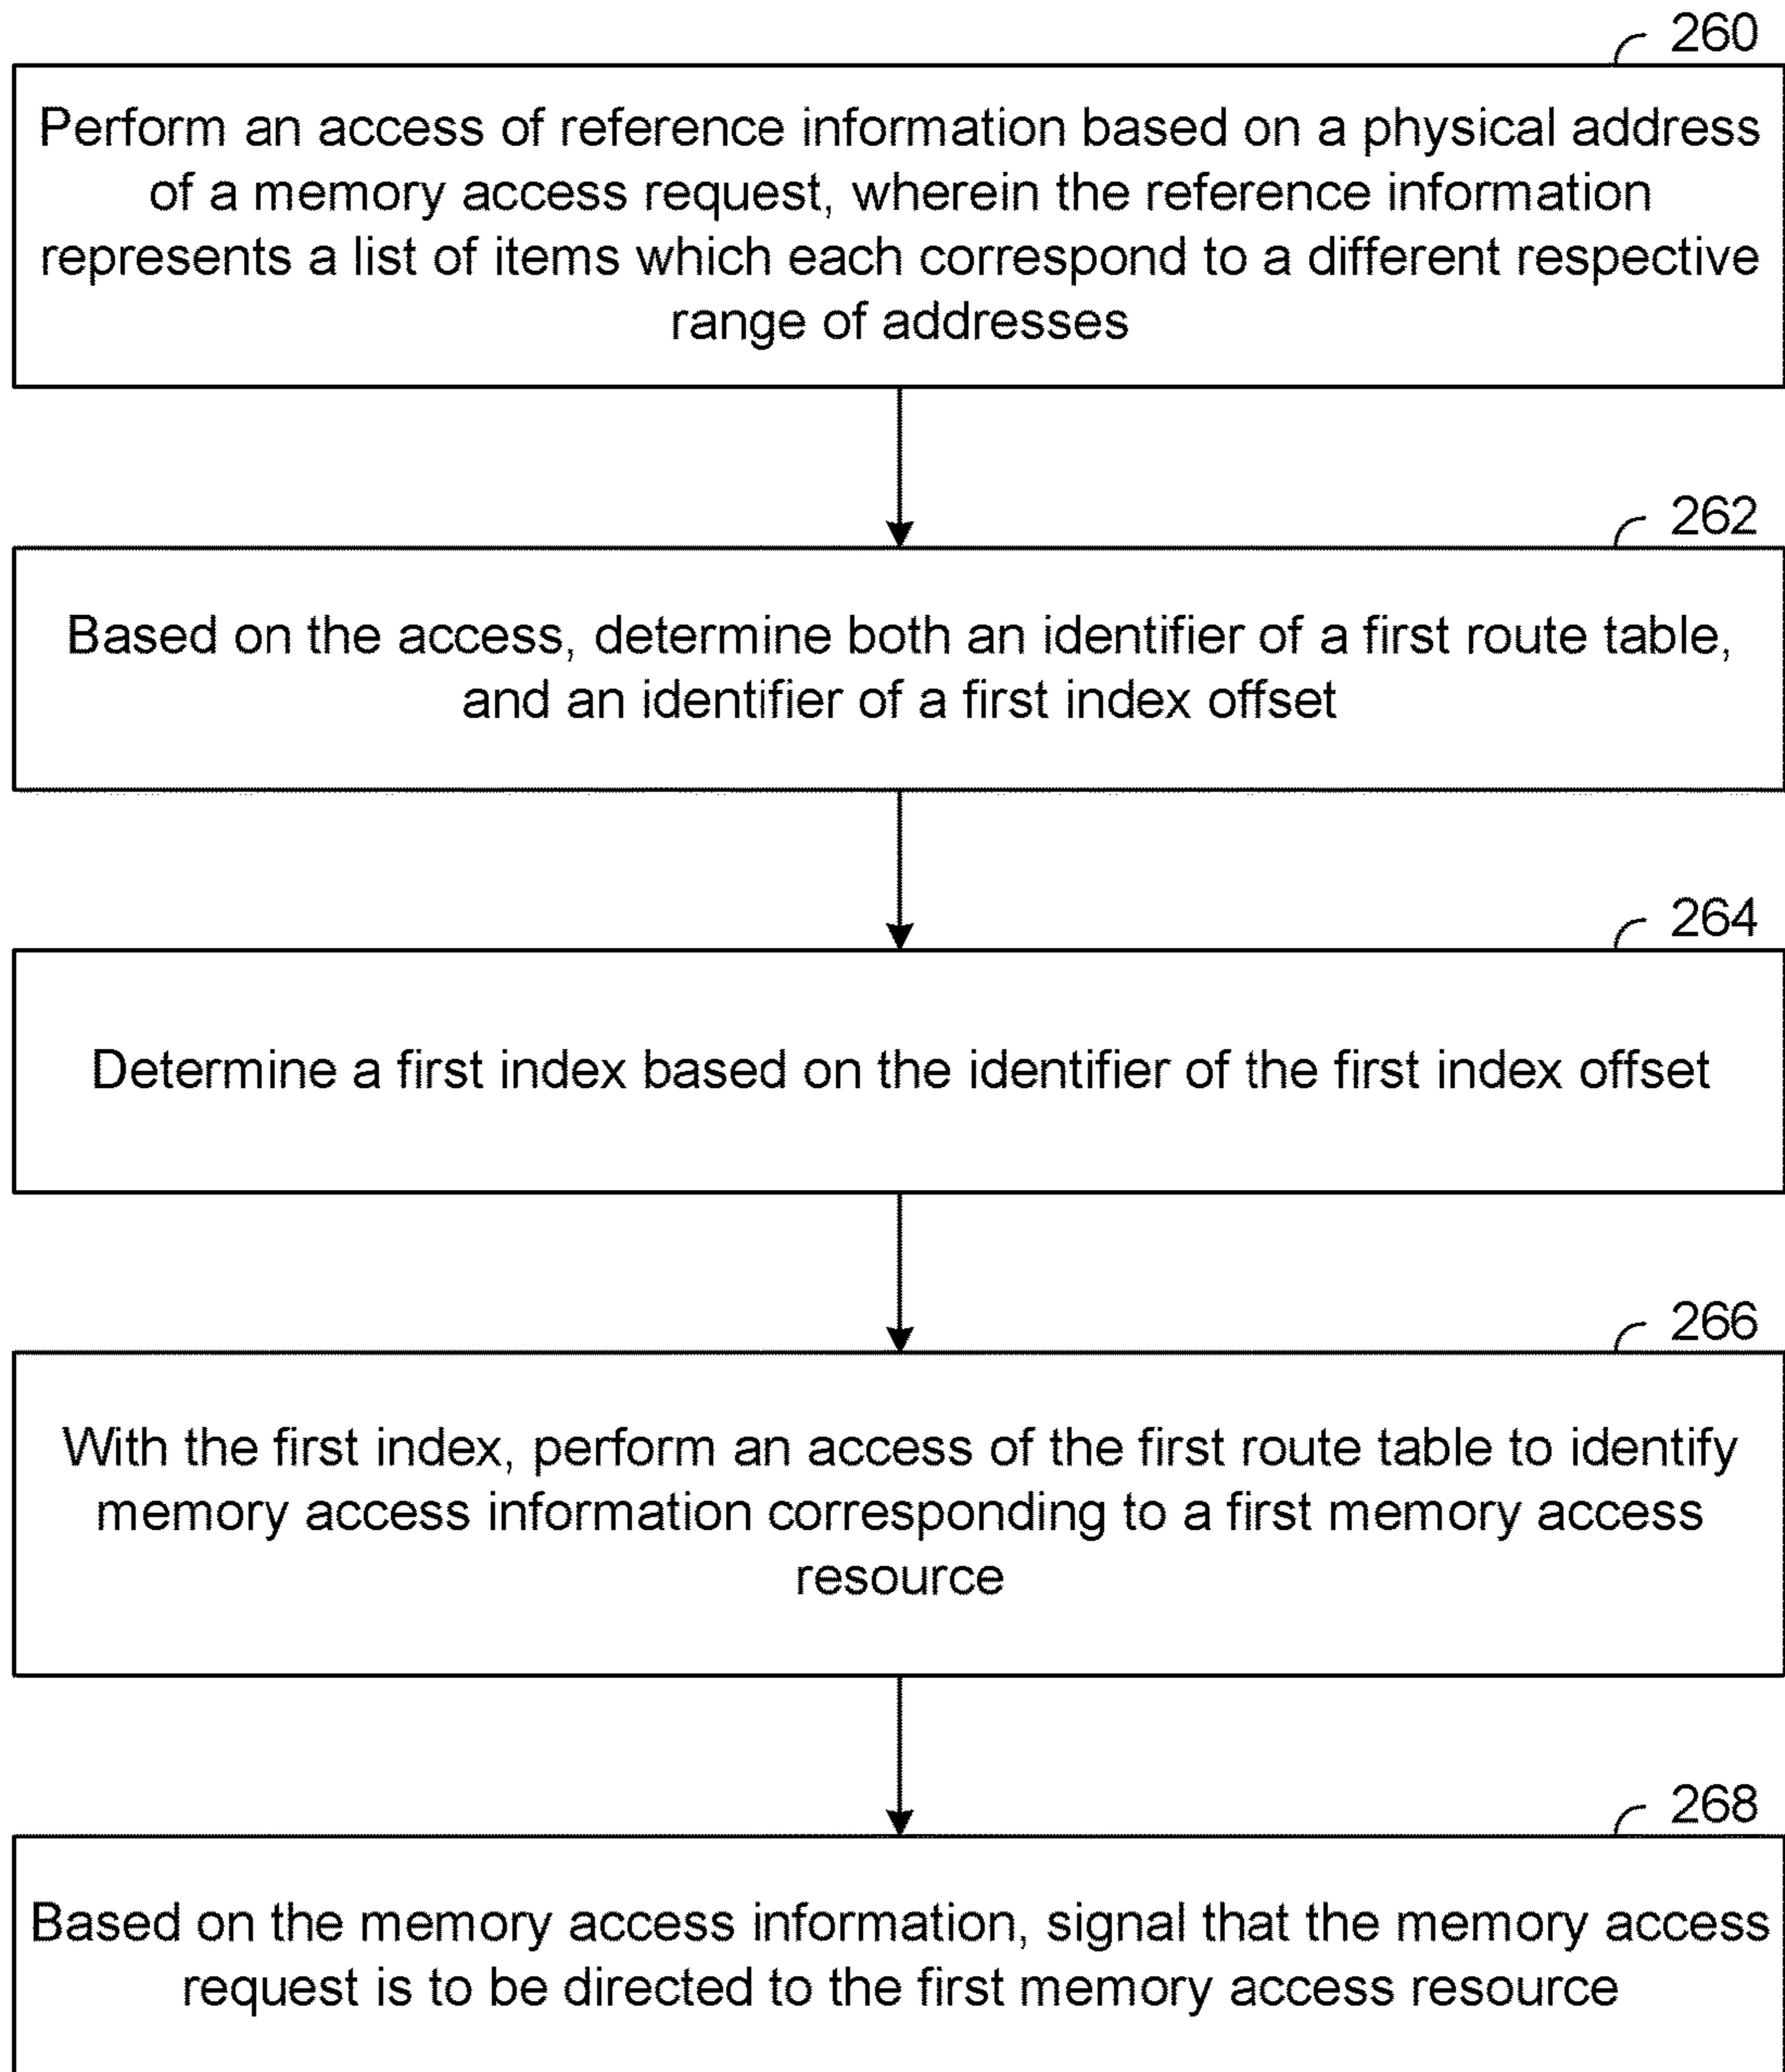 260
Perform an access of reference information based on a physical address
of a memory access request, wherein the reference information
represents a list of items which each correspond to a different respective
range of addresses
262
Based on the access, determine both an identifier of a first route table,
and an identifier of a first index offset
264
Determine a first index based on the identifier of the first index offset
266
With the first index, perform an access of the first route table to identify
memory access information corresponding to a first memory access
resource
268
Based on the memory access information, signal that the memory access
request is to be directed to the first memory access resource